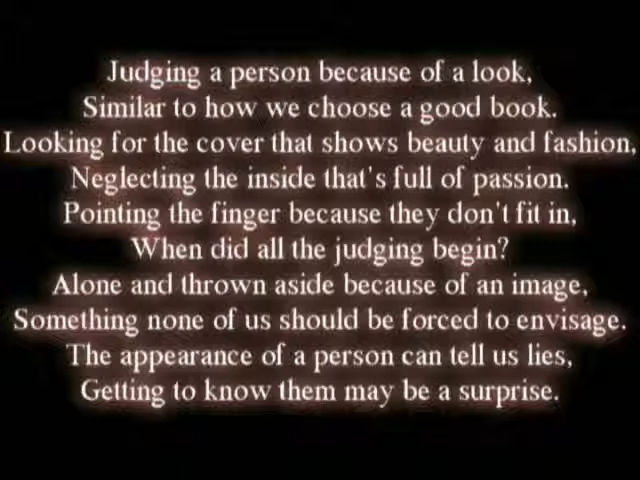 Judging a person because of a look,
Similar to how we choose a good book.
Looking for the cover that shows beauty and fashion,
Neglecting the inside that's full of passion.
Pointing the finger because they don't fit in,
When did all the judging begin?
Alone and thrown aside because of an image,
Something none of us should be forced to envisage.
The appearance of a person can tell us lies,
Getting to know them may be a surprise.